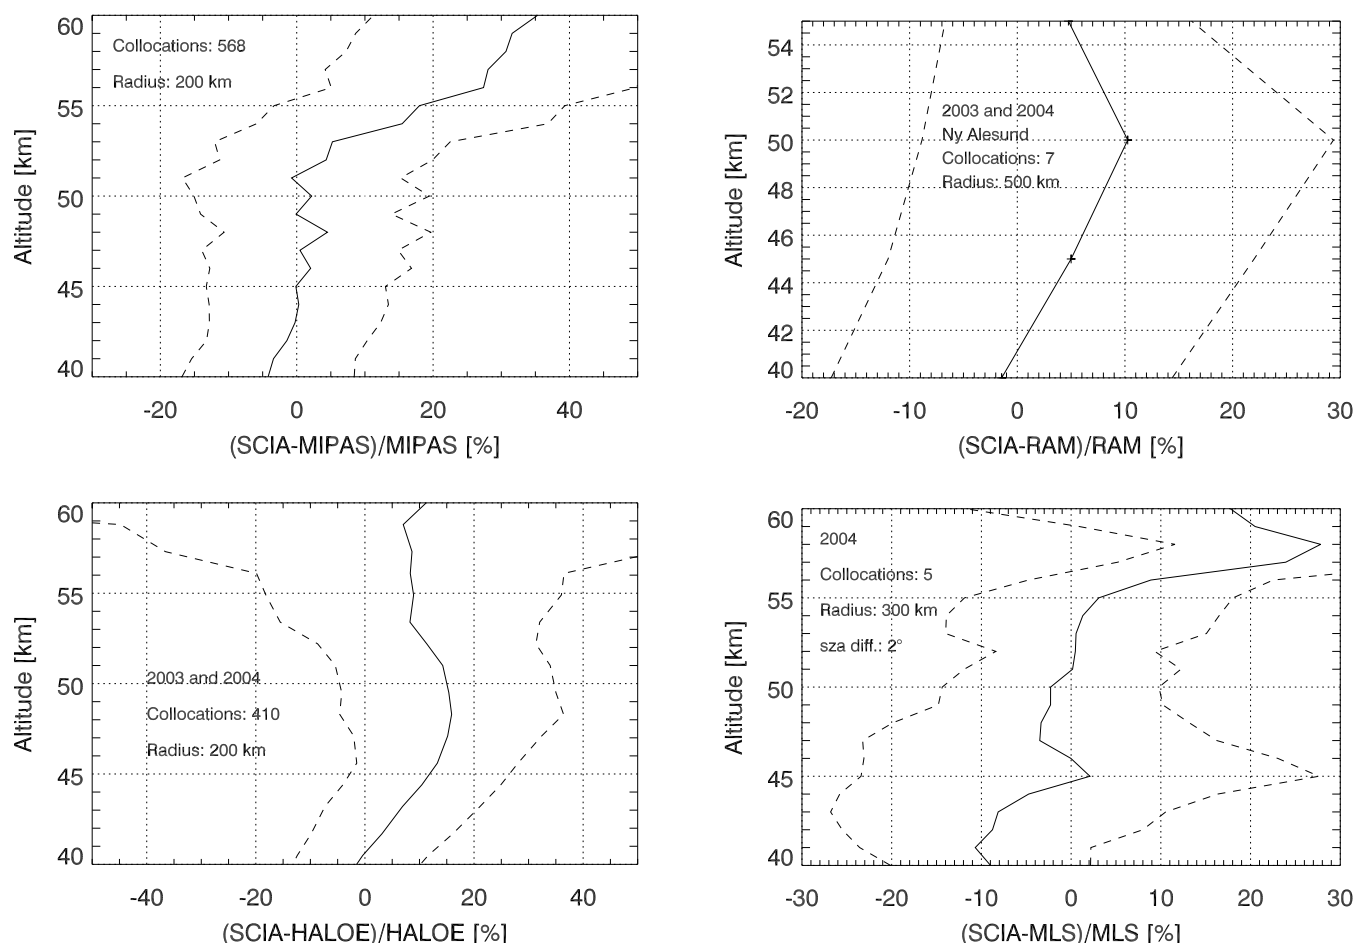 60
55
50
45
40
Altitude [km]
Collocations: 568
Radius: 200 km
-20 0 20 40
(SCIA-MIPAS)/MIPAS [%]
54
52
50
48
46
44
42
40
Altitude [km]
2003 and 2004
Ny Alesund
Collocations: 7
Radius: 500 km
-20 -10 0 10 20 30
(SCIA-RAM)/RAM [%]
60
55
50
45
40
Altitude [km]
2003 and 2004
Collocations: 410
Radius: 200 km
-40 -20 0 20 40
(SCIA-HALOE)/HALOE [%]
60
55
50
45
40
Altitude [km]
2004
Collocations: 5
Radius: 300 km
sza diff.: 2°
-30 -20 -10 0 10 20 30
(SCIA-MLS)/MLS [%]